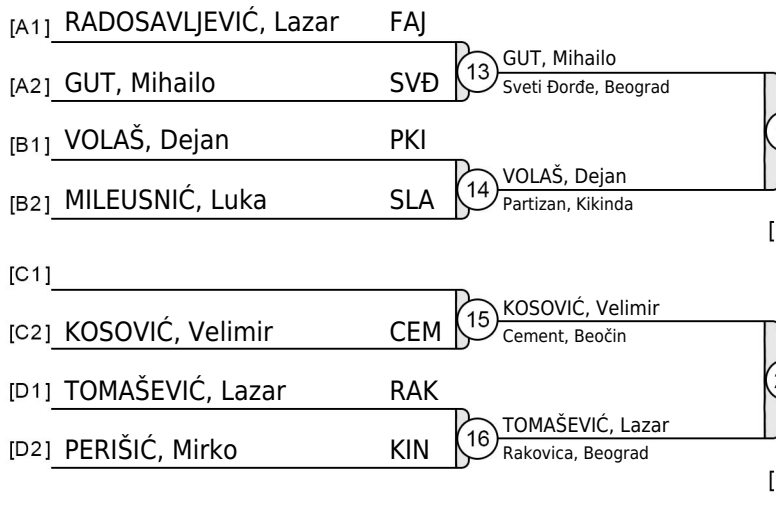 [A1] RADOSAVLJEVIĆ, Lazar FAJ
13 GUT, Mihailo
[A2] GUT, Mihailo SVĐ
Sveti Đorđe, Beograd
[B1] VOLAŠ, Dejan PKI
14 VOLAŠ, Dejan
[B2] MILEUSNIĆ, Luka SLA
Partizan, Kikinda
[
[C1]
15 KOSOVIĆ, Velimir
[C2] KOSOVIĆ, Velimir CEM
Cement, Beočin
[D1] TOMAŠEVIĆ, Lazar RAK
16 TOMAŠEVIĆ, Lazar
[D2] PERIŠIĆ, Mirko KIN
Rakovica, Beograd
[